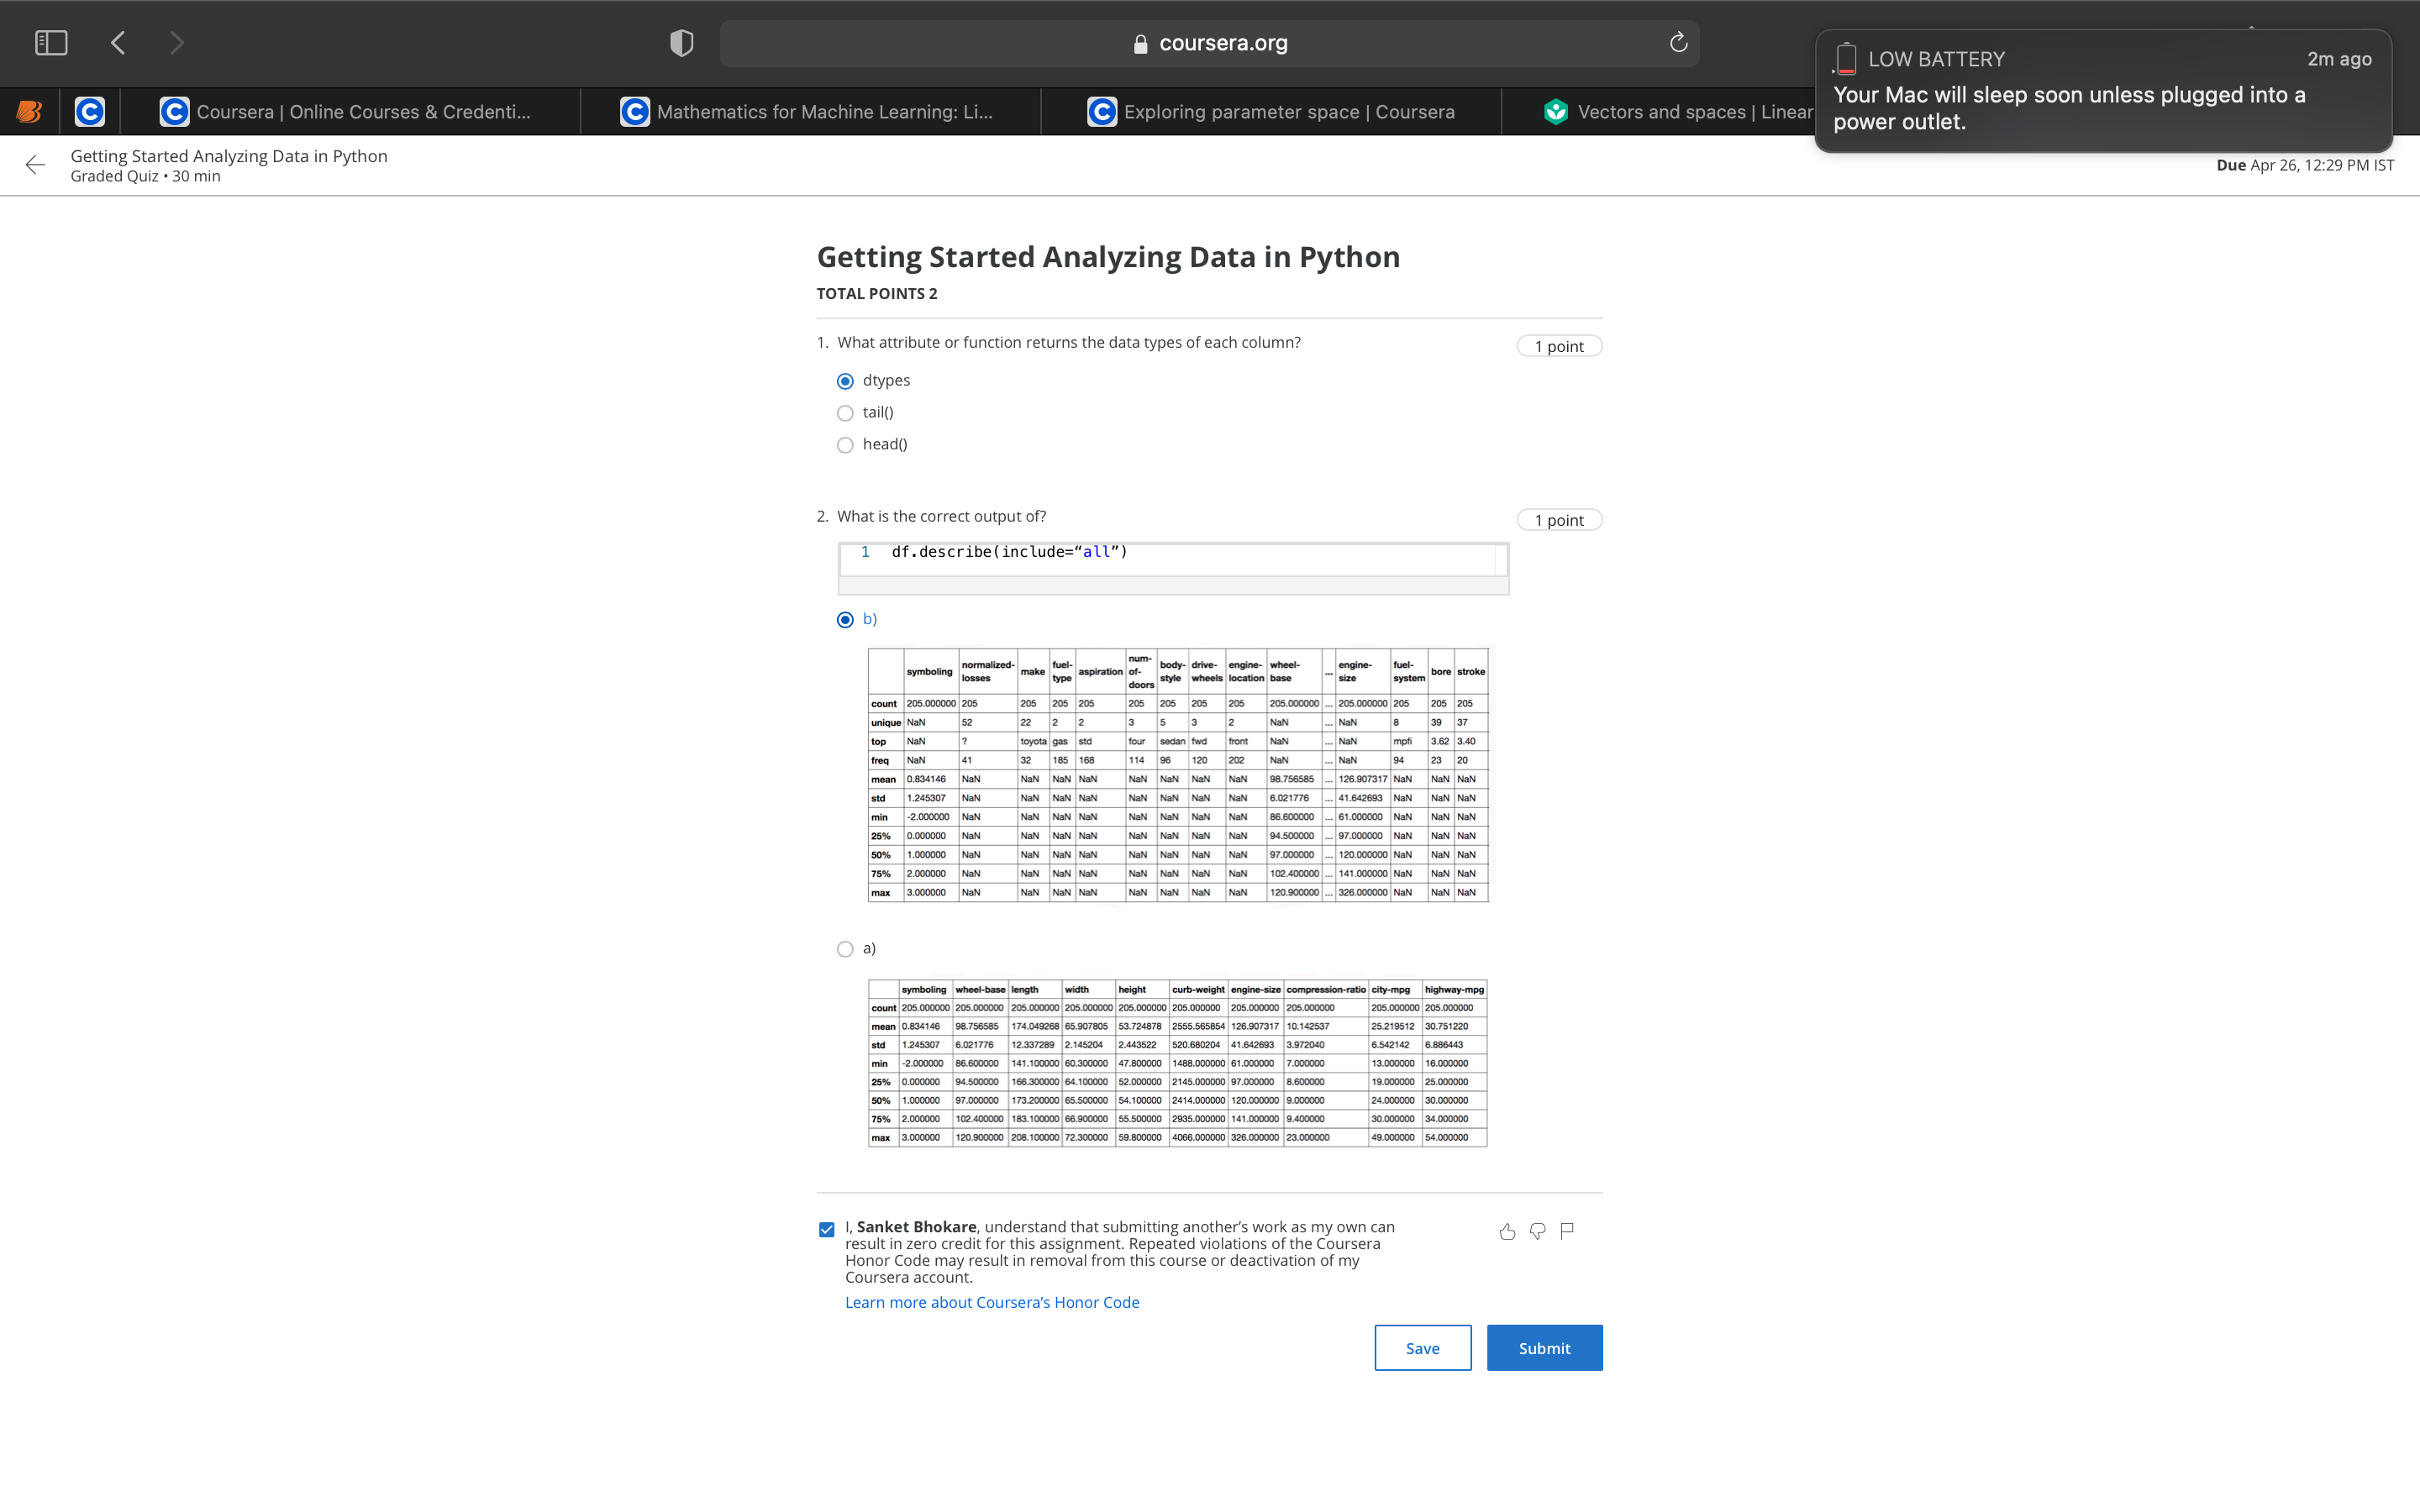 coursera.org
LOW BATTERY
2m ago
Your Mac will sleep soon unless plugged into a
power outlet.
Coursera | Online Courses & Credenti...
Mathematics for Machine Learning: Li...
Exploring parameter space | Coursera
Vectors and spaces | Linear
Getting Started Analyzing Data in Python
Graded Quiz • 30 min
Due Apr 26, 12:29 PM IST
Getting Started Analyzing Data in Python
TOTAL POINTS 2
1. What attribute or function returns the data types of each column?
1 point
dtypes
tail()
head()
2. What is the correct output of?
1 point
1 df.describe(include=“all”)
b)
symboling normalized-losses make fuel-type aspiration num-of-doors body-style drive-wheels engine-location wheel-base ... engine-size fuel-system bore stroke
count 205.000000 205 205 205 205 205 205 205 205 205.000000 ... 205.000000 205 205 205
unique NaN 52 22 2 2 3 5 3 2 NaN ... NaN 8 39 37
top NaN ? toyota gas std four sedan fwd front NaN ... NaN mpfi 3.62 3.40
freq NaN 41 32 185 168 114 96 120 202 NaN ... NaN 94 23 20
mean 0.834146 NaN NaN NaN NaN NaN NaN NaN NaN 98.756585 ... 126.907317 NaN NaN NaN
std 1.245307 NaN NaN NaN NaN NaN NaN NaN NaN 6.021776 ... 41.642693 NaN NaN NaN
min -2.000000 NaN NaN NaN NaN NaN NaN NaN NaN 86.600000 ... 61.000000 NaN NaN NaN
25% 0.000000 NaN NaN NaN NaN NaN NaN NaN NaN 94.500000 ... 97.000000 NaN NaN NaN
50% 1.000000 NaN NaN NaN NaN NaN NaN NaN NaN 97.000000 ... 120.000000 NaN NaN NaN
75% 2.000000 NaN NaN NaN NaN NaN NaN NaN NaN 102.400000 ... 141.000000 NaN NaN NaN
max 3.000000 NaN NaN NaN NaN NaN NaN NaN NaN 120.900000 ... 326.000000 NaN NaN NaN
a)
symboling wheel-base length width height curb-weight engine-size compression-ratio city-mpg highway-mpg
count 205.000000 205.000000 205.000000 205.000000 205.000000 205.000000 205.000000 205.000000 205.000000 205.000000
mean 0.834146 98.756585 174.049268 65.907805 53.724878 2555.565854 126.907317 10.142537 25.219512 30.751220
std 1.245307 6.021776 12.337289 2.145204 2.443522 520.680204 41.642693 3.972040 6.542142 6.886443
min -2.000000 86.600000 141.100000 60.300000 47.800000 1488.000000 61.000000 7.000000 13.000000 16.000000
25% 0.000000 94.500000 166.300000 64.100000 52.000000 2145.000000 97.000000 8.600000 19.000000 25.000000
50% 1.000000 97.000000 173.200000 65.500000 54.100000 2414.000000 120.000000 9.000000 24.000000 30.000000
75% 2.000000 102.400000 183.100000 66.900000 55.500000 2935.000000 141.000000 9.400000 30.000000 34.000000
max 3.000000 120.900000 208.100000 72.300000 59.800000 4066.000000 326.000000 23.000000 49.000000 54.000000
I, Sanket Bhokare, understand that submitting another’s work as my own can
result in zero credit for this assignment. Repeated violations of the Coursera
Honor Code may result in removal from this course or deactivation of my
Coursera account.
Learn more about Coursera’s Honor Code
Save
Submit